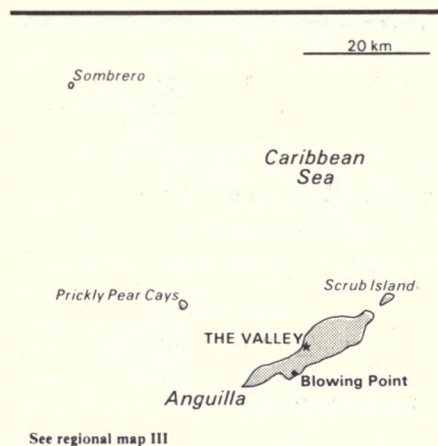 20 km
Sombrero
Caribbean
Sea
Scrub Island
Prickly Pear Cays
THE VALLEY
Blowing Point
Anguilla
See regional map III